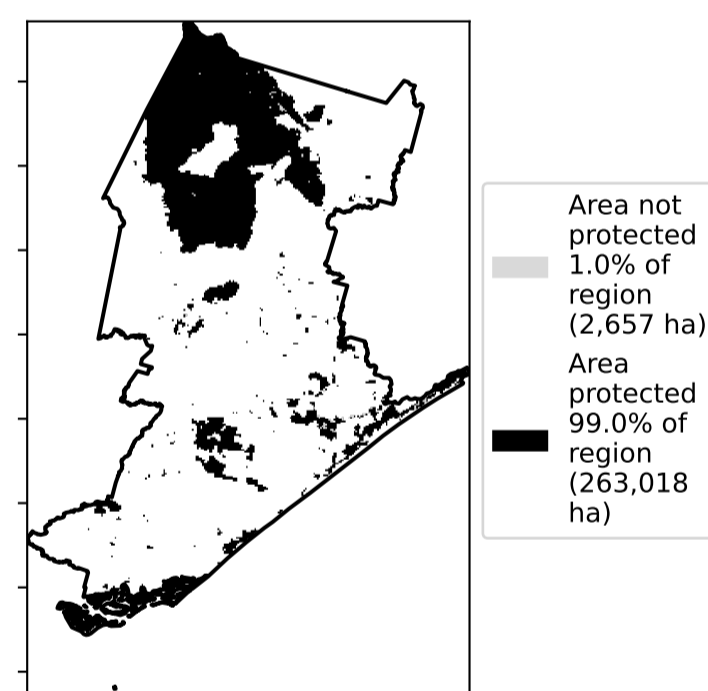 Area not
protected
1.0% of
region
(2,657 ha)
Area
protected
99.0% of
region
(263,018
ha)